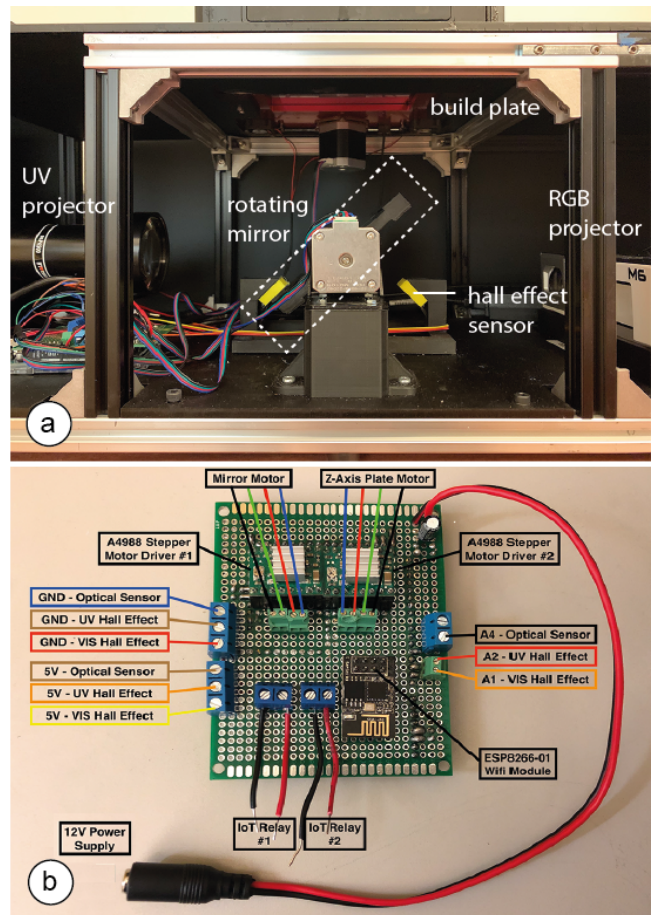 build plate
UV
projector
rotating
mirror
RGB
projector
M6
hall effect
sensor
a
Mirror Motor
Z-Axis Plate Motor
A4988 Stepper
Motor Driver #1
A4988 Stepper
Motor Driver #2
GND - Optical Sensor
GND - UV Hall Effect
GND - VIS Hall Effect
5V - Optical Sensor
5V - UV Hall Effect
5V - VIS Hall Effect
A4 - Optical Sensor
A2 - UV Hall Effect
A1 - VIS Hall Effect
ESP8266-01
Wifi Module
IoT Relay
#1
IoT Relay
#2
12V Power
Supply
b